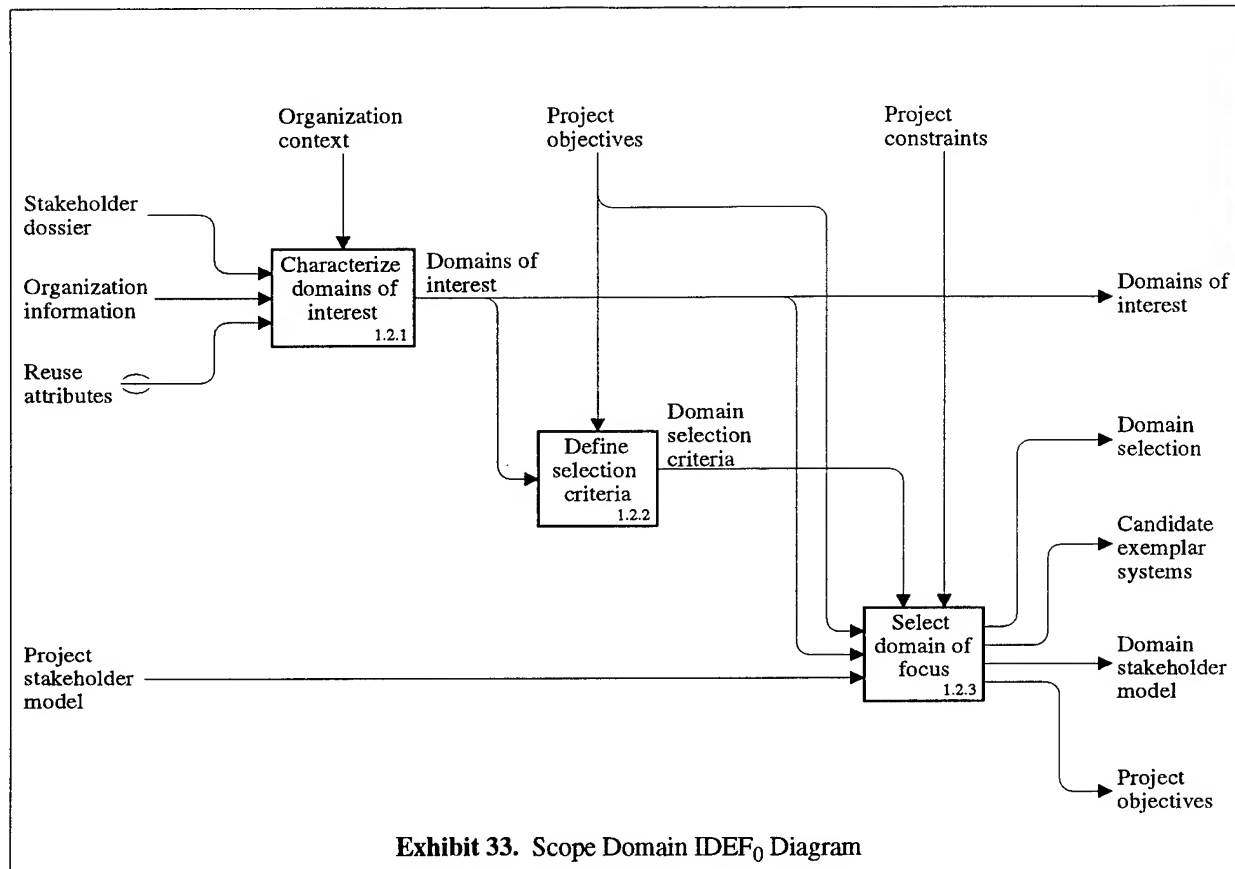 Organization
context
Project
objectives
Project
constraints
Stakeholder
dossier
Characterize
domains of
interest
1.2.1
Domains of
interest
Domains of
interest
Organization
information
Reuse
attributes
Define
selection
criteria
1.2.2
Domain
selection
criteria
Domain
selection
Candidate
exemplar
systems
Project
stakeholder
model
Select
domain of
focus
1.2.3
Domain
stakeholder
model
Project
objectives
Exhibit 33. Scope Domain IDEF0 Diagram